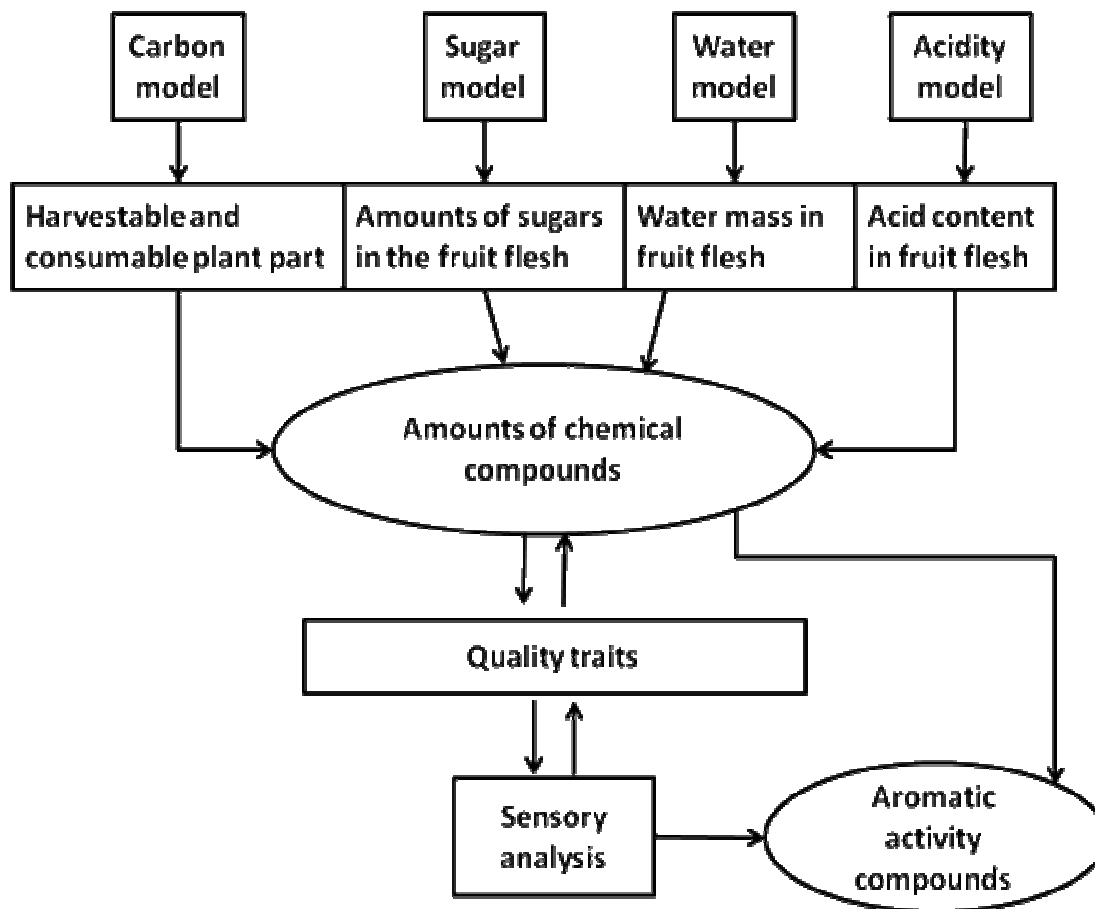 Carbon
model
Sugar
model
Water
model
Acidity
model
Harvestable and
consumable plant part
Amounts of sugars
in the fruit flesh
Water mass in
fruit flesh
Acid content
in fruit flesh
Amounts of chemical
compounds
Quality traits
Sensory
analysis
Aromatic
activity
compounds